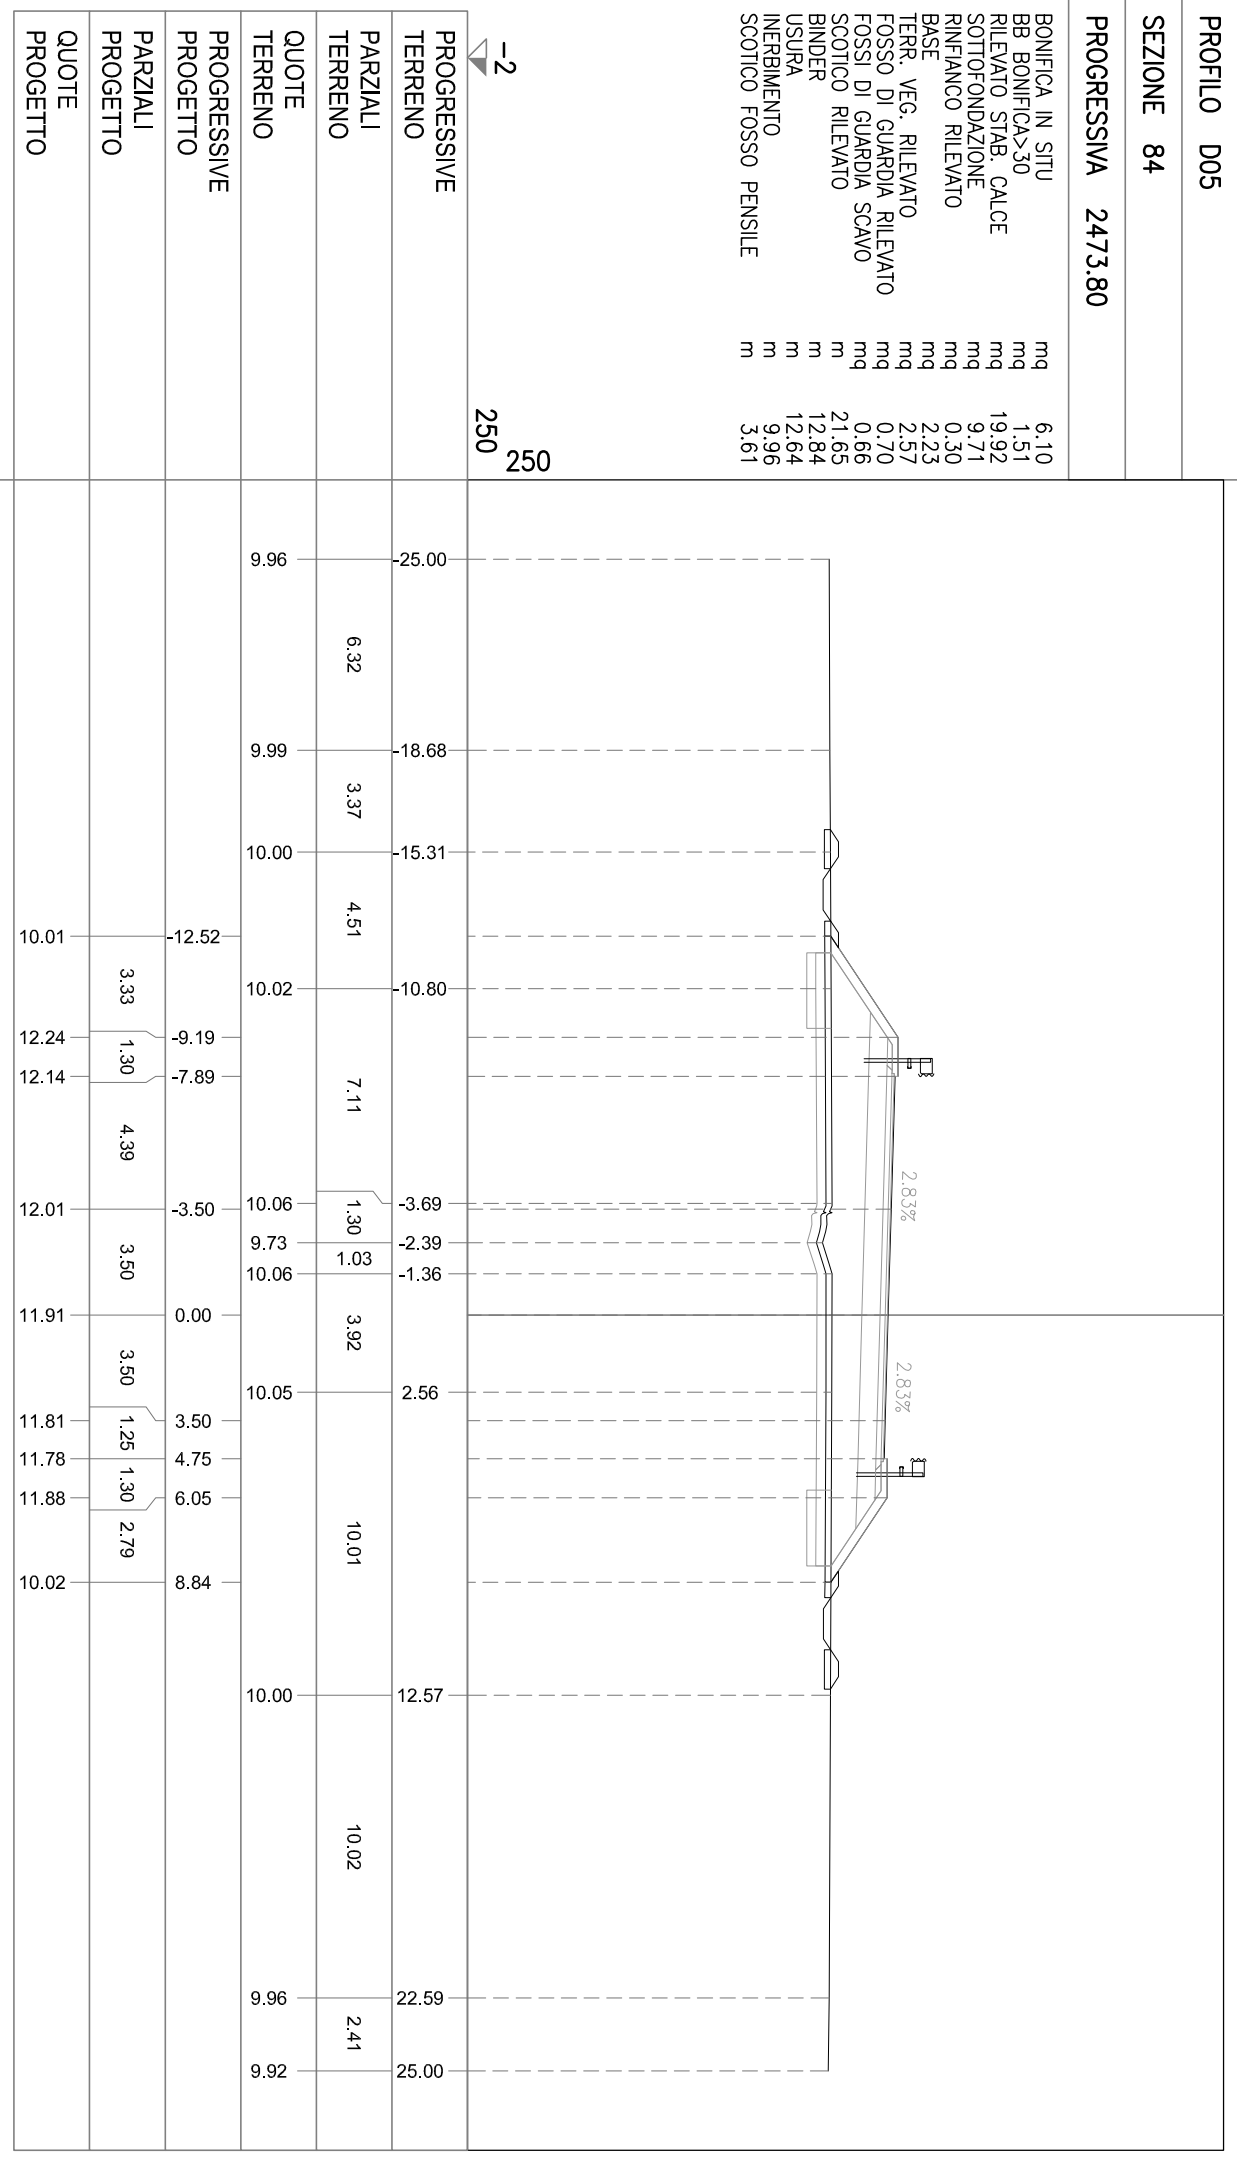 PROFILO D05
SEZIONE 84
PROGRESSIVA 2473.80
BONIFICA IN SITU mq 6.10
BB BONIFICA>30 mq 1.51
RILEVATO STAB. CALCE mq 19.92
SOTTOFONDAZIONE mq 9.71
RINFIANCO RILEVATO mq 0.30
BASE mq 2.23
TERR. VEG. RILEVATO mq 2.57
FOSSO DI GUARDIA RILEVATO mq 0.70
FOSSI DI GUARDIA SCAVO mq 0.66
SCOTICO RILEVATO m 21.65
BINDER m 12.84
USURA m 12.64
INERBIMENTO m 9.96
SCOTICO FOSSO PENSILE m 3.61
2.83% 2.83%
250
-2 250
PROGRESSIVE
TERRENO
-25.00 -18.68 -15.31 -10.80 -3.69 -2.39 -1.36 2.56 12.57 22.59 25.00
PARZIALI
TERRENO
6.32 3.37 4.51 7.11 1.30 1.03 3.92 10.01 10.02 2.41
QUOTE
TERRENO
9.96 9.99 10.00 10.02 10.06 9.73 10.06 10.05 10.00 9.96 9.92
PROGRESSIVE
PROGETTO
-12.52 -9.19 -7.89 -3.50 0.00 3.50 4.75 6.05 8.84
PARZIALI
PROGETTO
3.33 1.30 4.39 3.50 3.50 1.25 1.30 2.79
QUOTE
PROGETTO
10.01 12.24 12.14 12.01 11.91 11.81 11.78 11.88 10.02